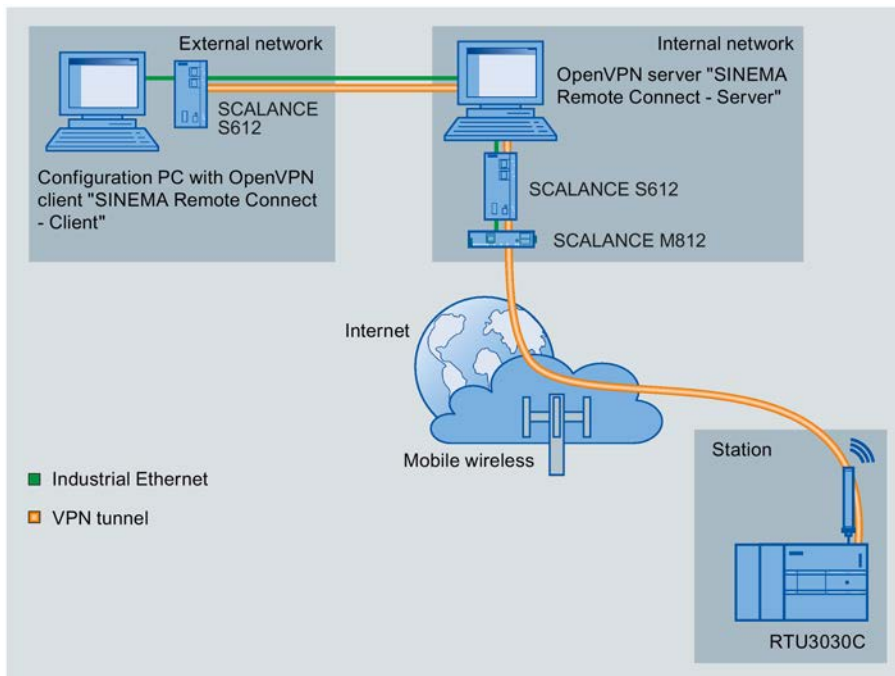 External network
SCALANCE
S612
Configuration PC with OpenVPN
client "SINEMA Remote Connect
- Client"
Internal network
OpenVPN server "SINEMA
Remote Connect - Server"
SCALANCE S612
SCALANCE M812
Internet
Mobile wireless
Station
RTU3030C
Industrial Ethernet
VPN tunnel